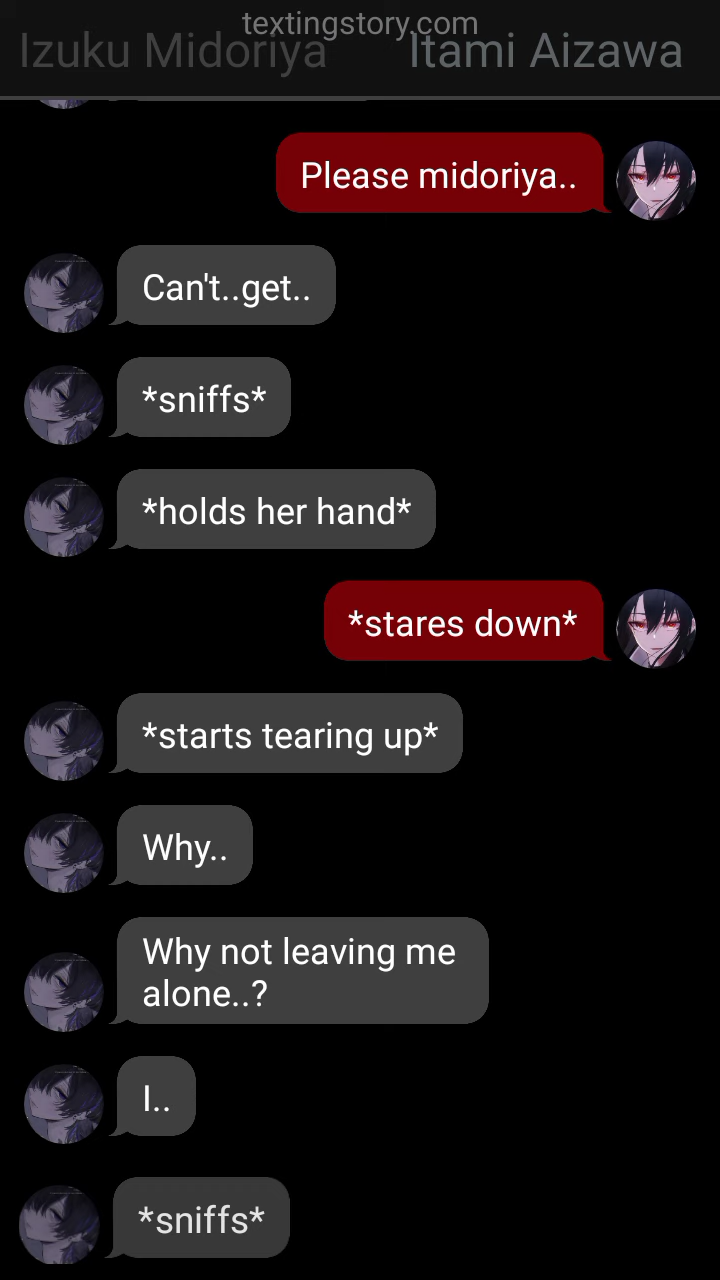 textingstory.com
Izuku Midoriya
Itami Aizawa
Please midoriya..
Can't..get..
*sniffs*
*holds her hand*
*stares down*
*starts tearing up*
Why..
Why not leaving me
alone..?
I..
*sniffs*